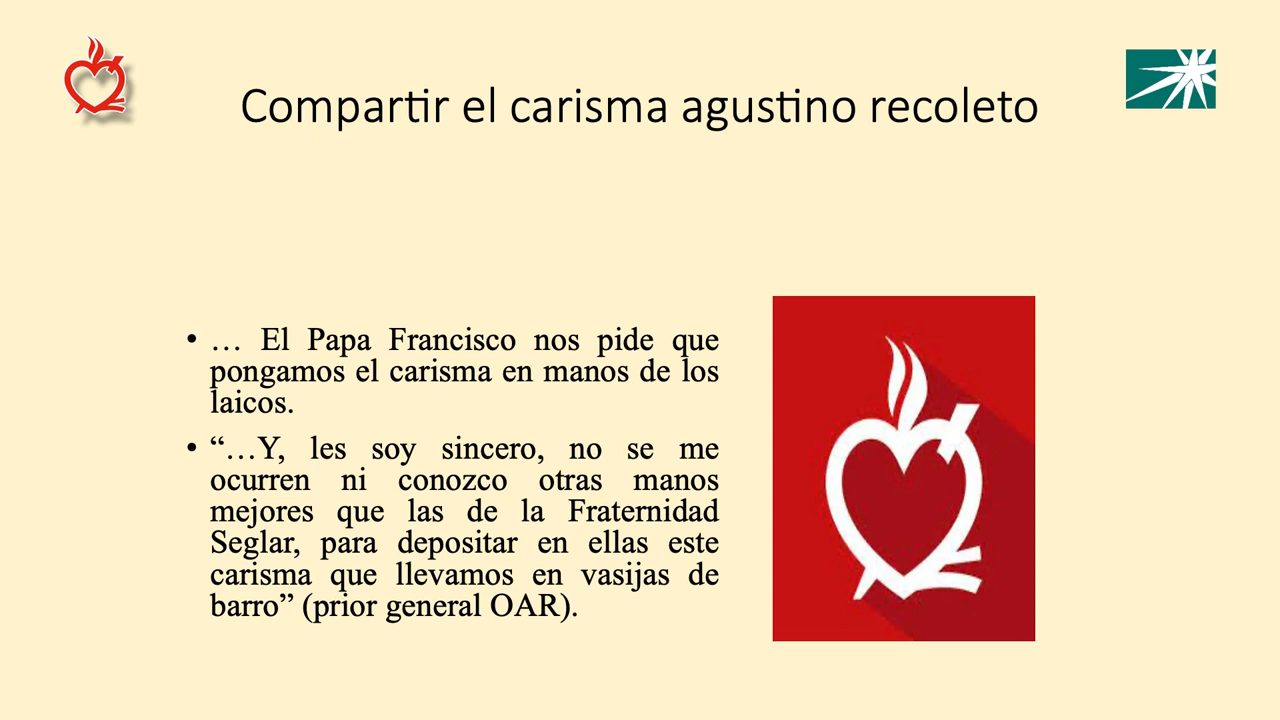 Compartir el carisma agustino recoleto
• … El Papa Francisco nos pide que
pongamos el carisma en manos de los
laicos.
• “…Y, les soy sincero, no se me
ocurren ni conozco otras manos
mejores que las de la Fraternidad
Seglar, para depositar en ellas este
carisma que llevamos en vasijas de
barro” (prior general OAR).